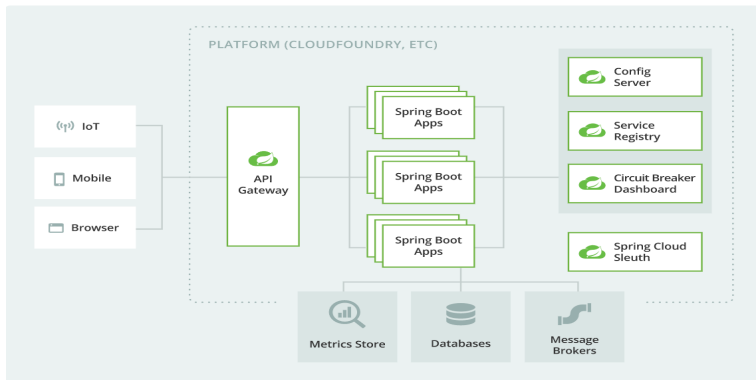 PLATFORM (CLOUDFOUNDRY, ETC)
IoT
Mobile
Browser
API
Gateway
Spring Boot
Apps
Spring Boot
Apps
Spring Boot
Apps
Config
Server
Service
Registry
Circuit Breaker
Dashboard
Spring Cloud
Sleuth
Metrics Store
Databases
Message
Brokers